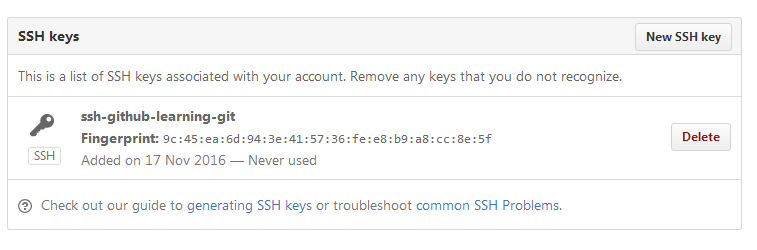 SSH keys
New SSH key
This is a list of SSH keys associated with your account. Remove any keys that you do not recognize.
ssh-github-learning-git
Fingerprint: 9c:45:ea:6d:94:3e:41:57:36:fe:e8:b9:a8:cc:8e:5f
SSH
Added on 17 Nov 2016 — Never used
Delete
Check out our guide to generating SSH keys or troubleshoot common SSH Problems.